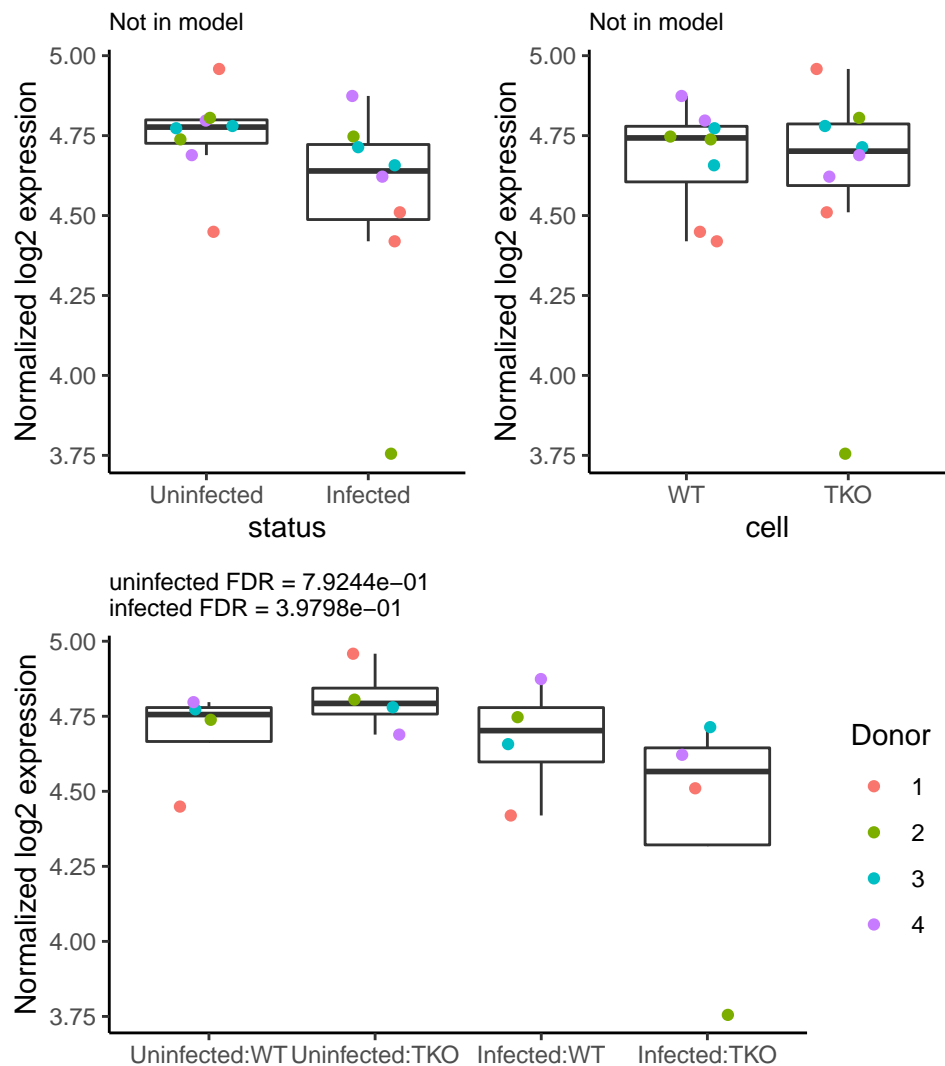 Not in model
Normalized log2 expression
5.00
4.75
4.50
4.25
4.00
3.75
Uninfected Infected
status
Not in model
Normalized log2 expression
5.00
4.75
4.50
4.25
4.00
3.75
WT TKO
cell
uninfected FDR = 7.9244e−01
infected FDR = 3.9798e−01
Normalized log2 expression
5.00
4.75
4.50
4.25
4.00
3.75
Uninfected:WT Uninfected:TKO Infected:WT Infected:TKO
Donor
1
2
3
4